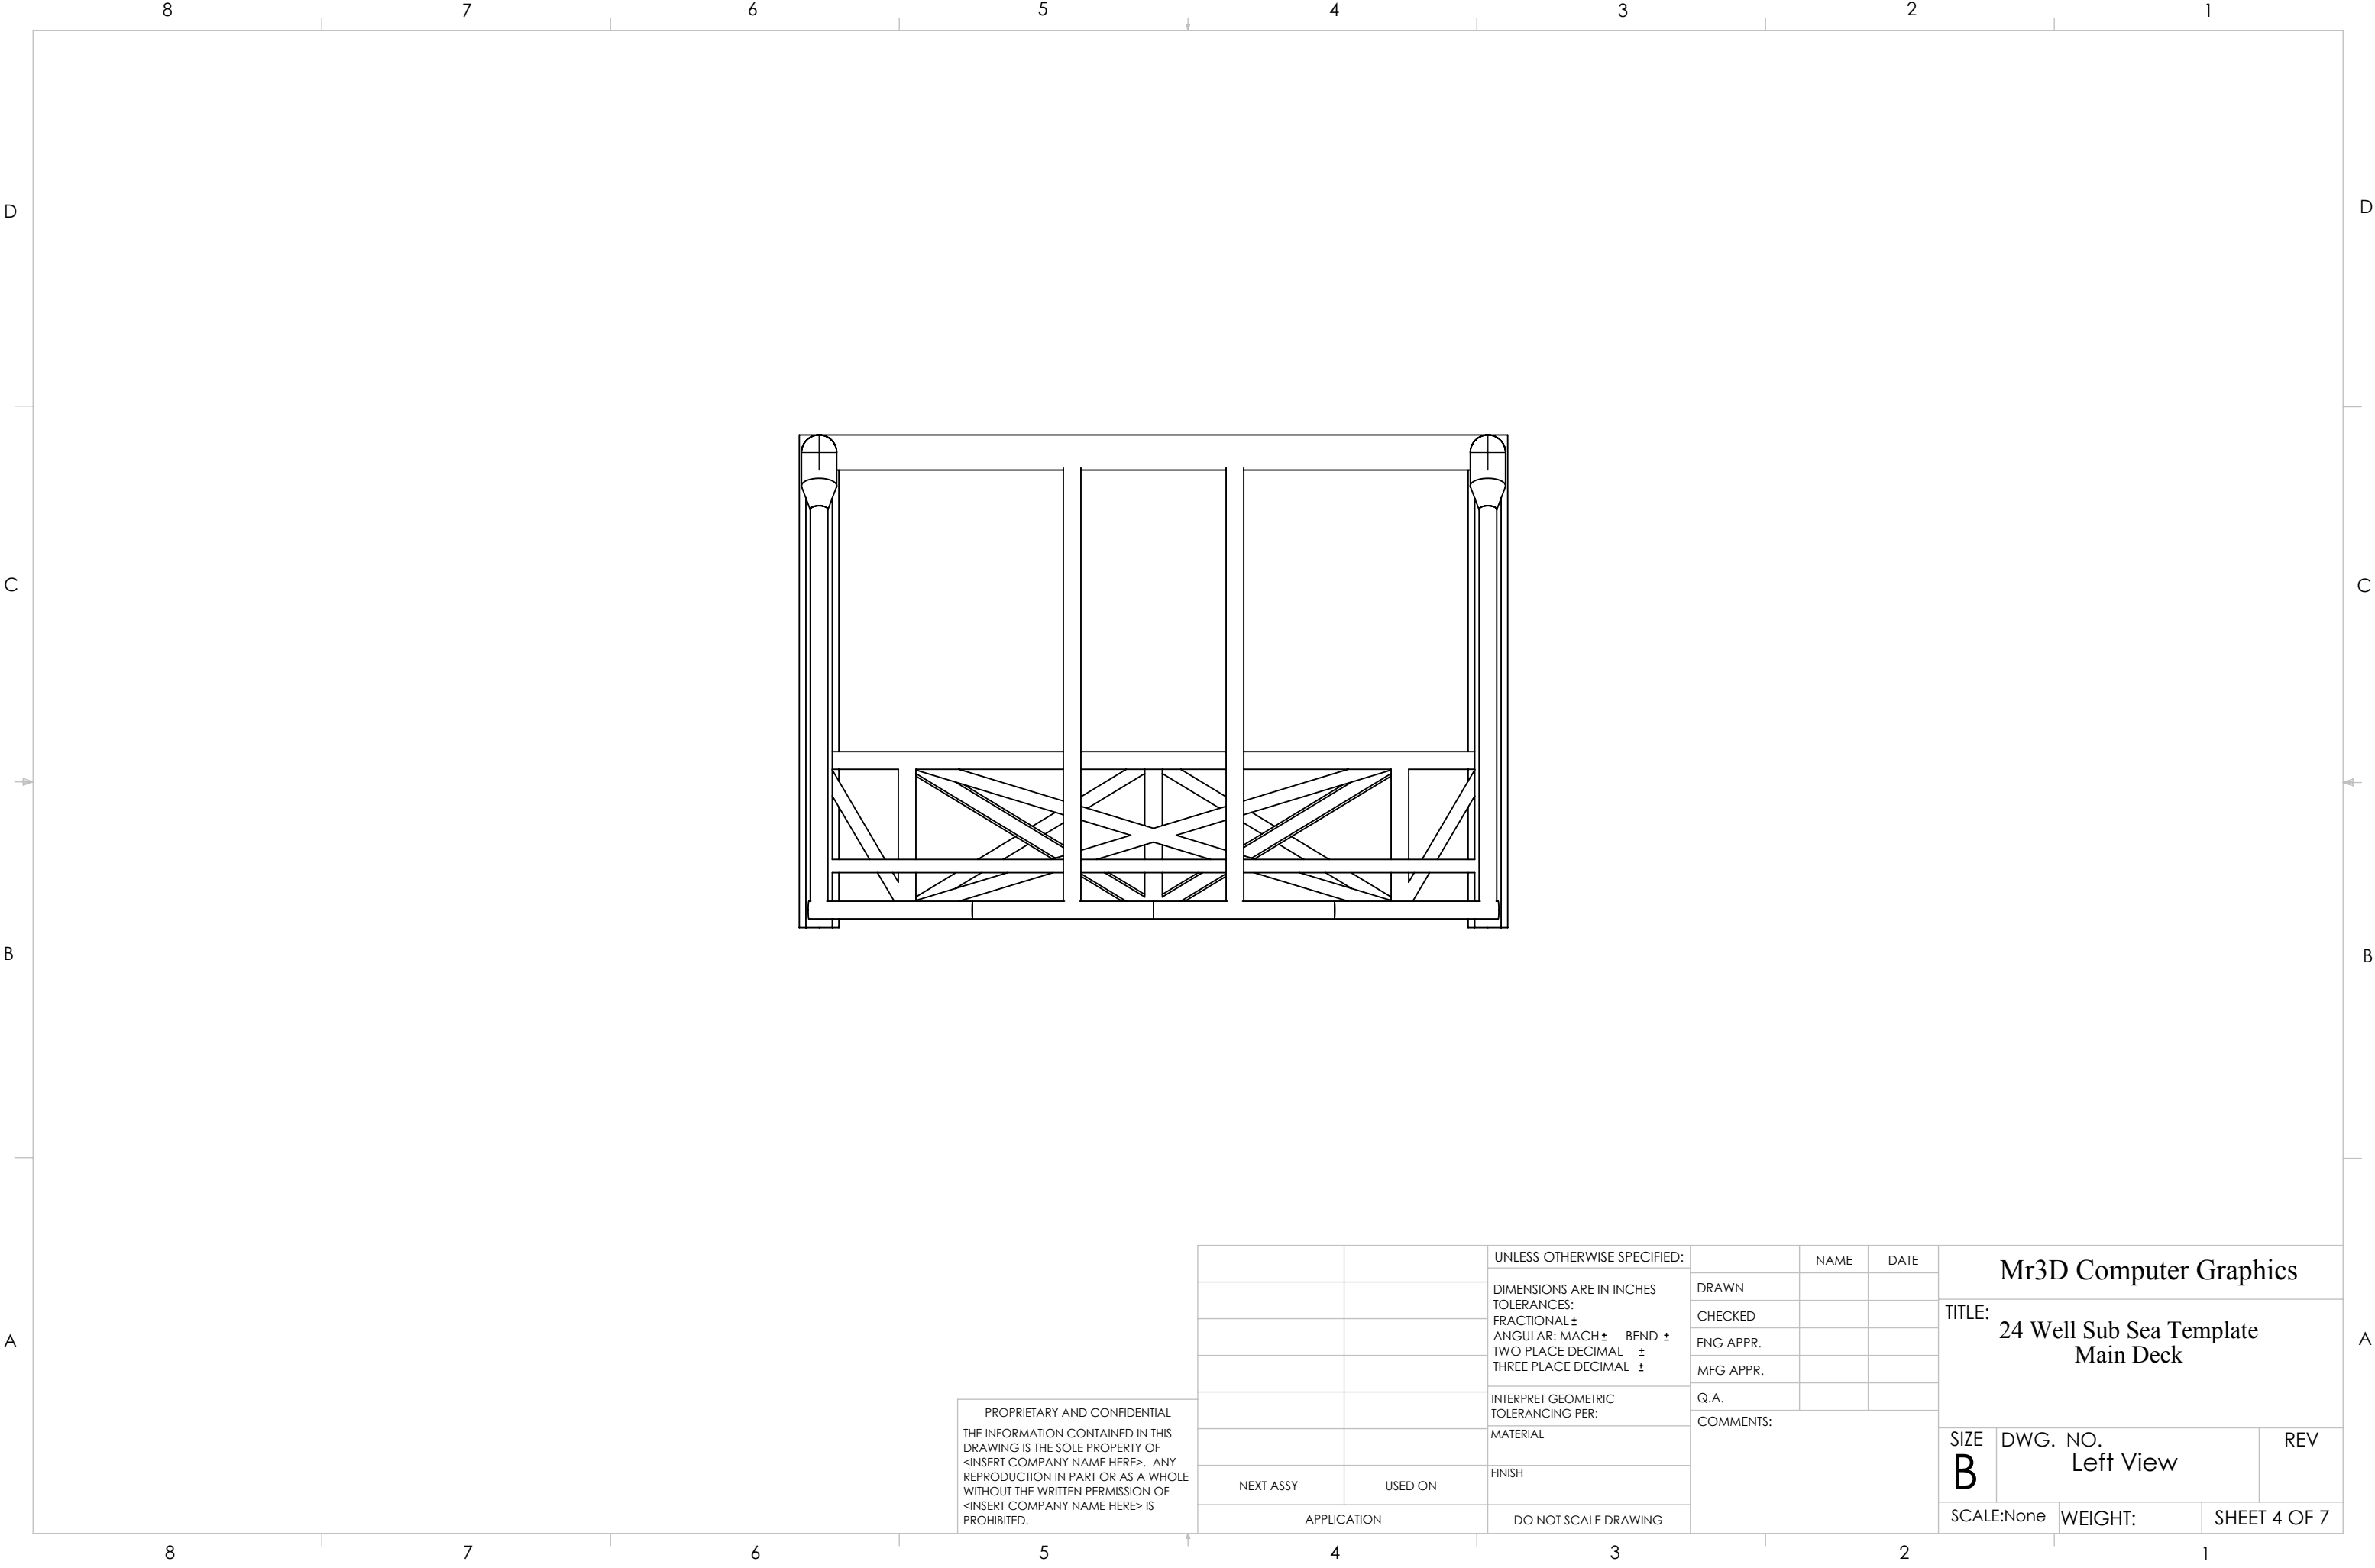 8 7 6 5 4 3 2 1
D D
C C
B B
A A
UNLESS OTHERWISE SPECIFIED:
DIMENSIONS ARE IN INCHES
TOLERANCES:
FRACTIONAL ±
ANGULAR: MACH ± BEND ±
TWO PLACE DECIMAL ±
THREE PLACE DECIMAL ±
INTERPRET GEOMETRIC
TOLERANCING PER:
MATERIAL
FINISH
DO NOT SCALE DRAWING
NAME DATE
DRAWN
CHECKED
ENG APPR.
MFG APPR.
Q.A.
COMMENTS:
Mr3D Computer Graphics
TITLE:
24 Well Sub Sea Template
Main Deck
SIZE
B
DWG. NO.
Left View
REV
SCALE:None WEIGHT: SHEET 4 OF 7
PROPRIETARY AND CONFIDENTIAL
THE INFORMATION CONTAINED IN THIS
DRAWING IS THE SOLE PROPERTY OF
<INSERT COMPANY NAME HERE>. ANY
REPRODUCTION IN PART OR AS A WHOLE
WITHOUT THE WRITTEN PERMISSION OF
<INSERT COMPANY NAME HERE> IS
PROHIBITED.
NEXT ASSY USED ON
APPLICATION
8 7 6 5 4 3 2 1